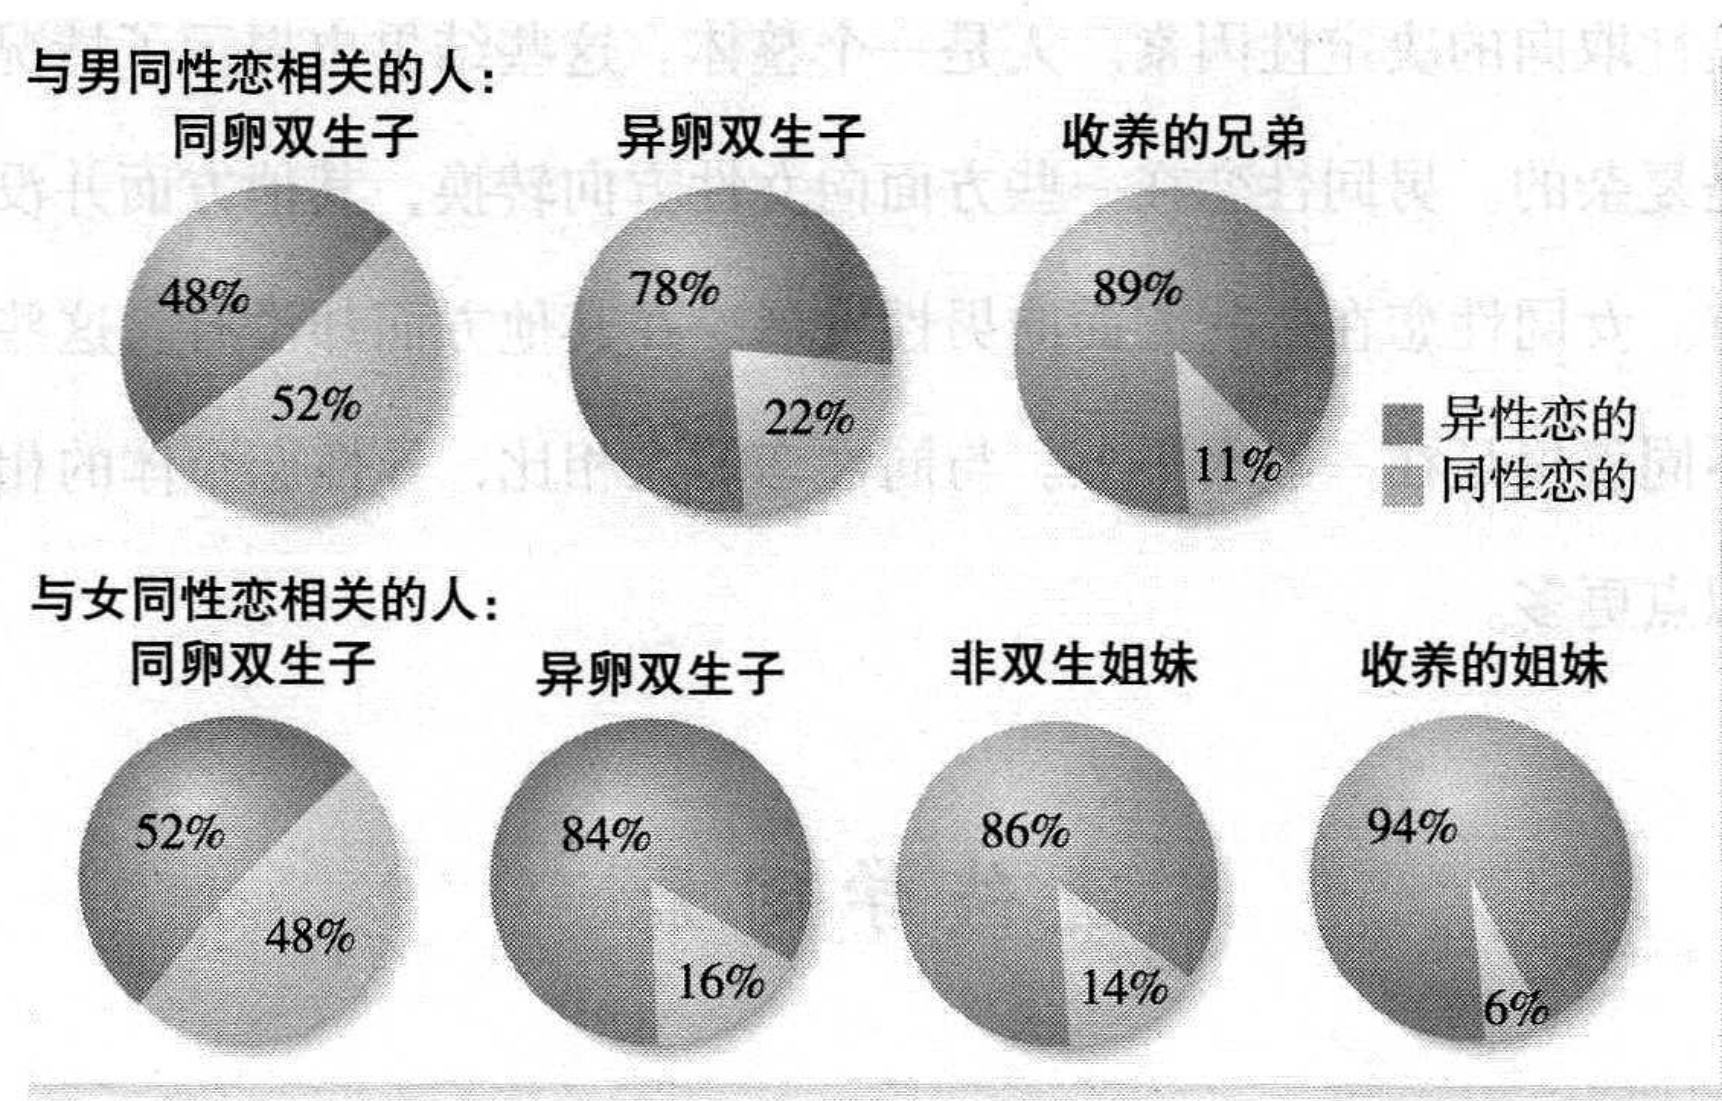 与男同性恋相关的人：
同卵双生子 异卵双生子 收养的兄弟
48% 52%
78% 22%
89% 11%
异性恋的
同性恋的
与女同性恋相关的人：
同卵双生子 异卵双生子 非双生姐妹 收养的姐妹
52% 48%
84% 16%
86% 14%
94% 6%